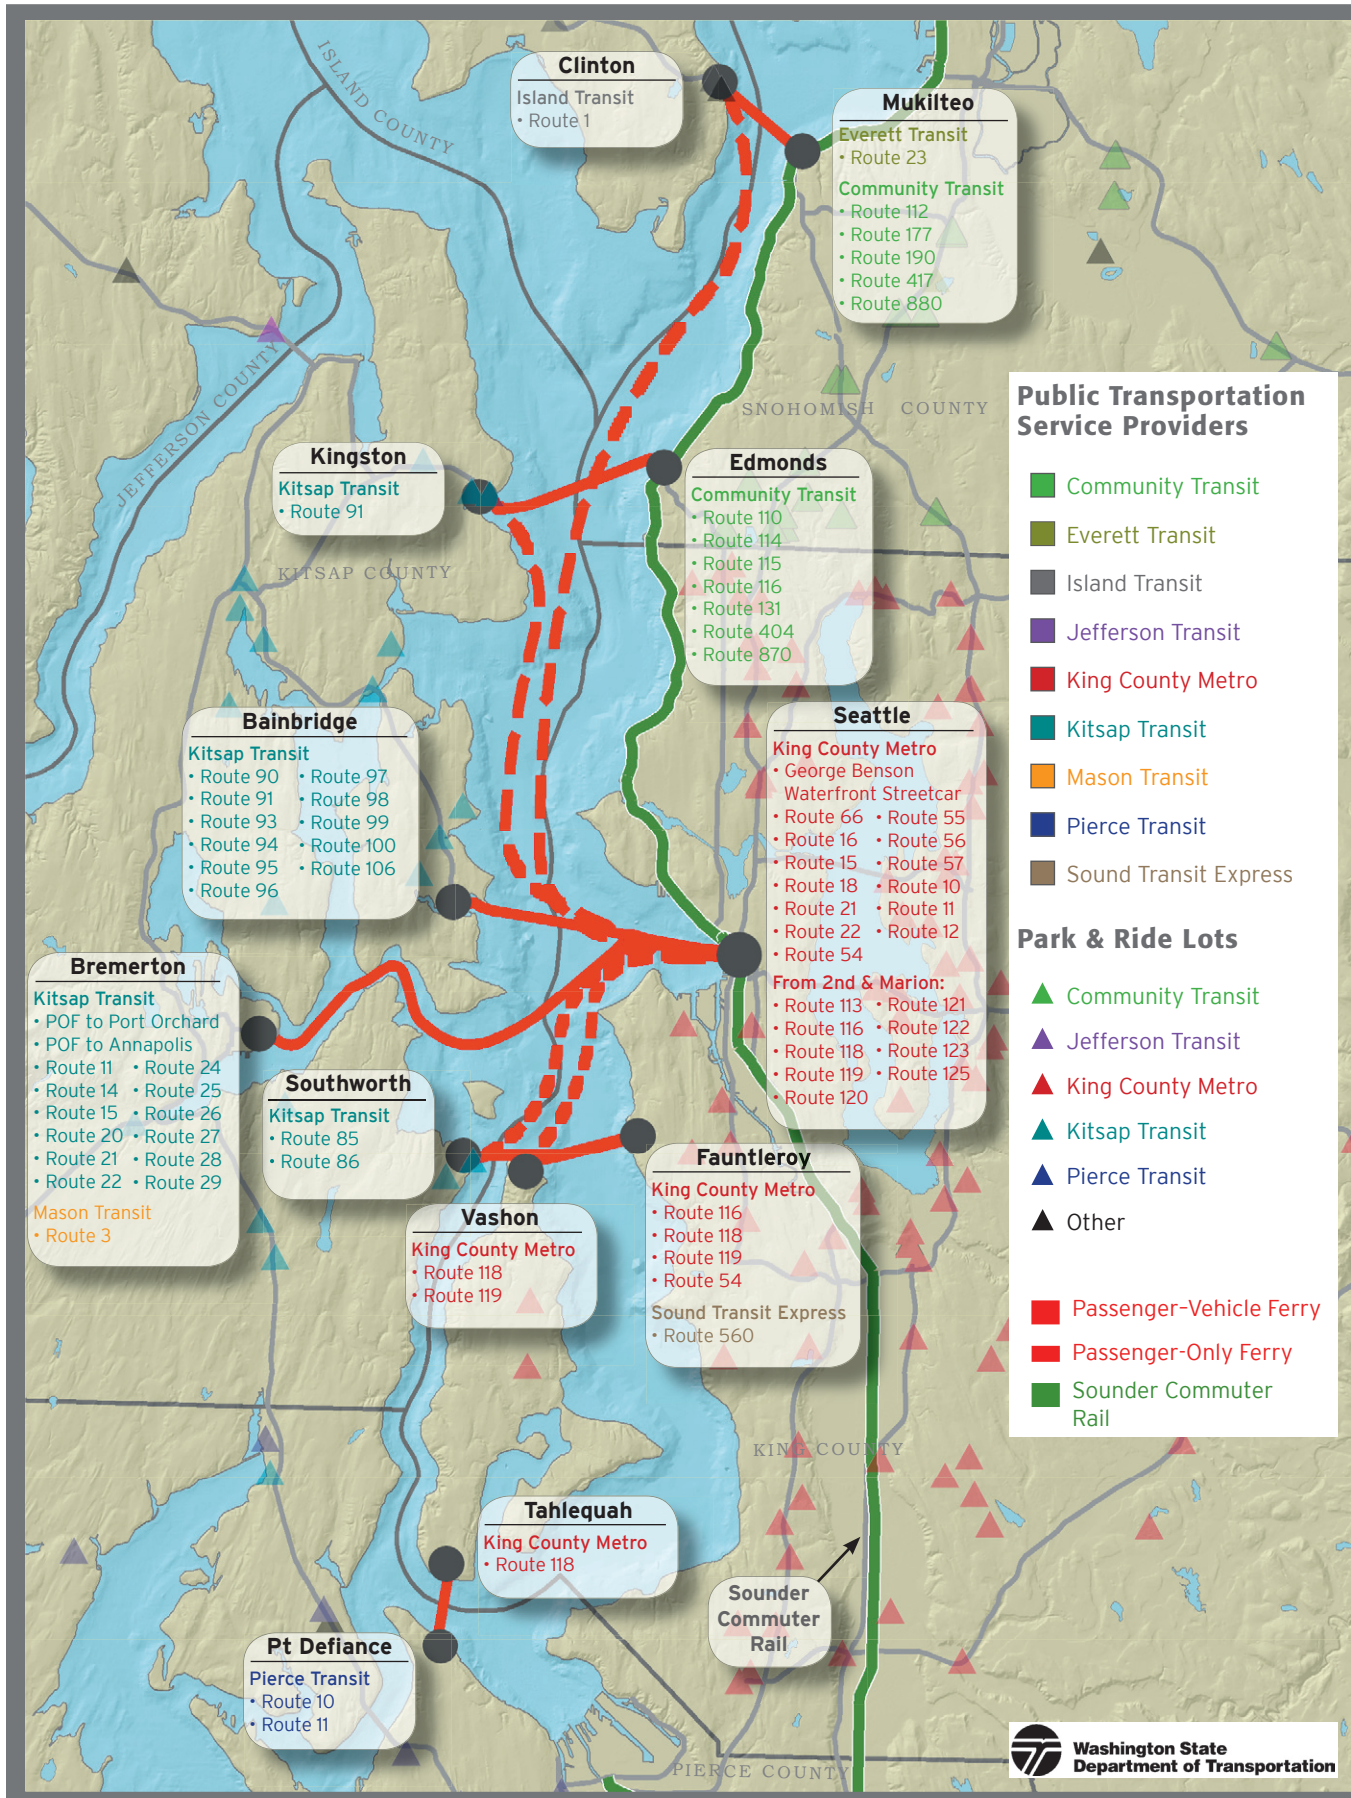 ISLAND COUNTY
Clinton
Island Transit
• Route 1
Mukilteo
Everett Transit
• Route 23
Community Transit
• Route 112
• Route 177
• Route 190
• Route 417
• Route 880
JEFFERSON COUNTY
SNOHOMISH COUNTY
Kingston
Kitsap Transit
• Route 91
KITSAP COUNTY
Edmonds
Community Transit
• Route 110
• Route 114
• Route 115
• Route 116
• Route 131
• Route 404
• Route 870
Bainbridge
Kitsap Transit
• Route 90 • Route 97
• Route 91 • Route 98
• Route 93 • Route 99
• Route 94 • Route 100
• Route 95 • Route 106
• Route 96
Seattle
King County Metro
• George Benson
Waterfront Streetcar
• Route 66 • Route 55
• Route 16 • Route 56
• Route 15 • Route 57
• Route 18 • Route 10
• Route 21 • Route 11
• Route 22 • Route 12
• Route 54
From 2nd & Marion:
• Route 113 • Route 121
• Route 116 • Route 122
• Route 118 • Route 123
• Route 119 • Route 125
• Route 120
Bremerton
Kitsap Transit
• POF to Port Orchard
• POF to Annapolis
• Route 11 • Route 24
• Route 14 • Route 25
• Route 15 • Route 26
• Route 20 • Route 27
• Route 21 • Route 28
• Route 22 • Route 29
Mason Transit
• Route 3
Southworth
Kitsap Transit
• Route 85
• Route 86
Vashon
King County Metro
• Route 118
• Route 119
Fauntleroy
King County Metro
• Route 116
• Route 118
• Route 119
• Route 54
Sound Transit Express
• Route 560
KING COUNTY
Tahlequah
King County Metro
• Route 118
Sounder
Commuter
Rail
Pt Defiance
Pierce Transit
• Route 10
• Route 11
PIERCE COUNTY
Public Transportation
Service Providers
Community Transit
Everett Transit
Island Transit
Jefferson Transit
King County Metro
Kitsap Transit
Mason Transit
Pierce Transit
Sound Transit Express
Park & Ride Lots
Community Transit
Jefferson Transit
King County Metro
Kitsap Transit
Pierce Transit
Other
Passenger-Vehicle Ferry
Passenger-Only Ferry
Sounder Commuter
Rail
Washington State
Department of Transportation